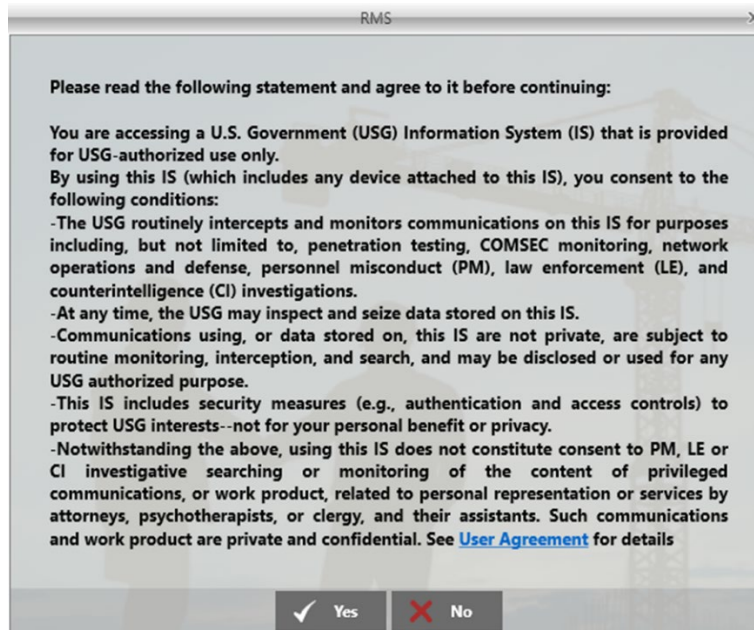 RMS
Please read the following statement and agree to it before continuing:
You are accessing a U.S. Government (USG) Information System (IS) that is provided
for USG-authorized use only.
By using this IS (which includes any device attached to this IS), you consent to the
following conditions:
-The USG routinely intercepts and monitors communications on this IS for purposes
including, but not limited to, penetration testing, COMSEC monitoring, network
operations and defense, personnel misconduct (PM), law enforcement (LE), and
counterintelligence (CI) investigations.
-At any time, the USG may inspect and seize data stored on this IS.
-Communications using, or data stored on, this IS are not private, are subject to
routine monitoring, interception, and search, and may be disclosed or used for any
USG authorized purpose.
-This IS includes security measures (e.g., authentication and access controls) to
protect USG interests--not for your personal benefit or privacy.
-Notwithstanding the above, using this IS does not constitute consent to PM, LE or
CI investigative searching or monitoring of the content of privileged
communications, or work product, related to personal representation or services by
attorneys, psychotherapists, or clergy, and their assistants. Such communications
and work product are private and confidential. See User Agreement for details
Yes No